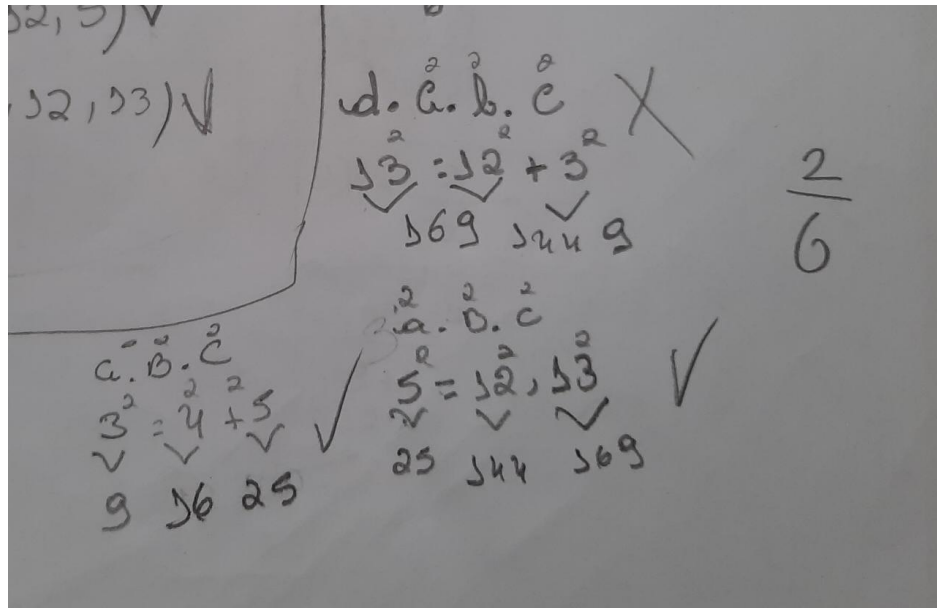 12, 5) √
12, 13) √
d. a². b². c² X
13² = 12² + 3²
169 144 9
2/6
a². B². C²
5² = 12², 13² √
25 144 169
a². B². C²
3² = 4² + 5² √
9 16 25